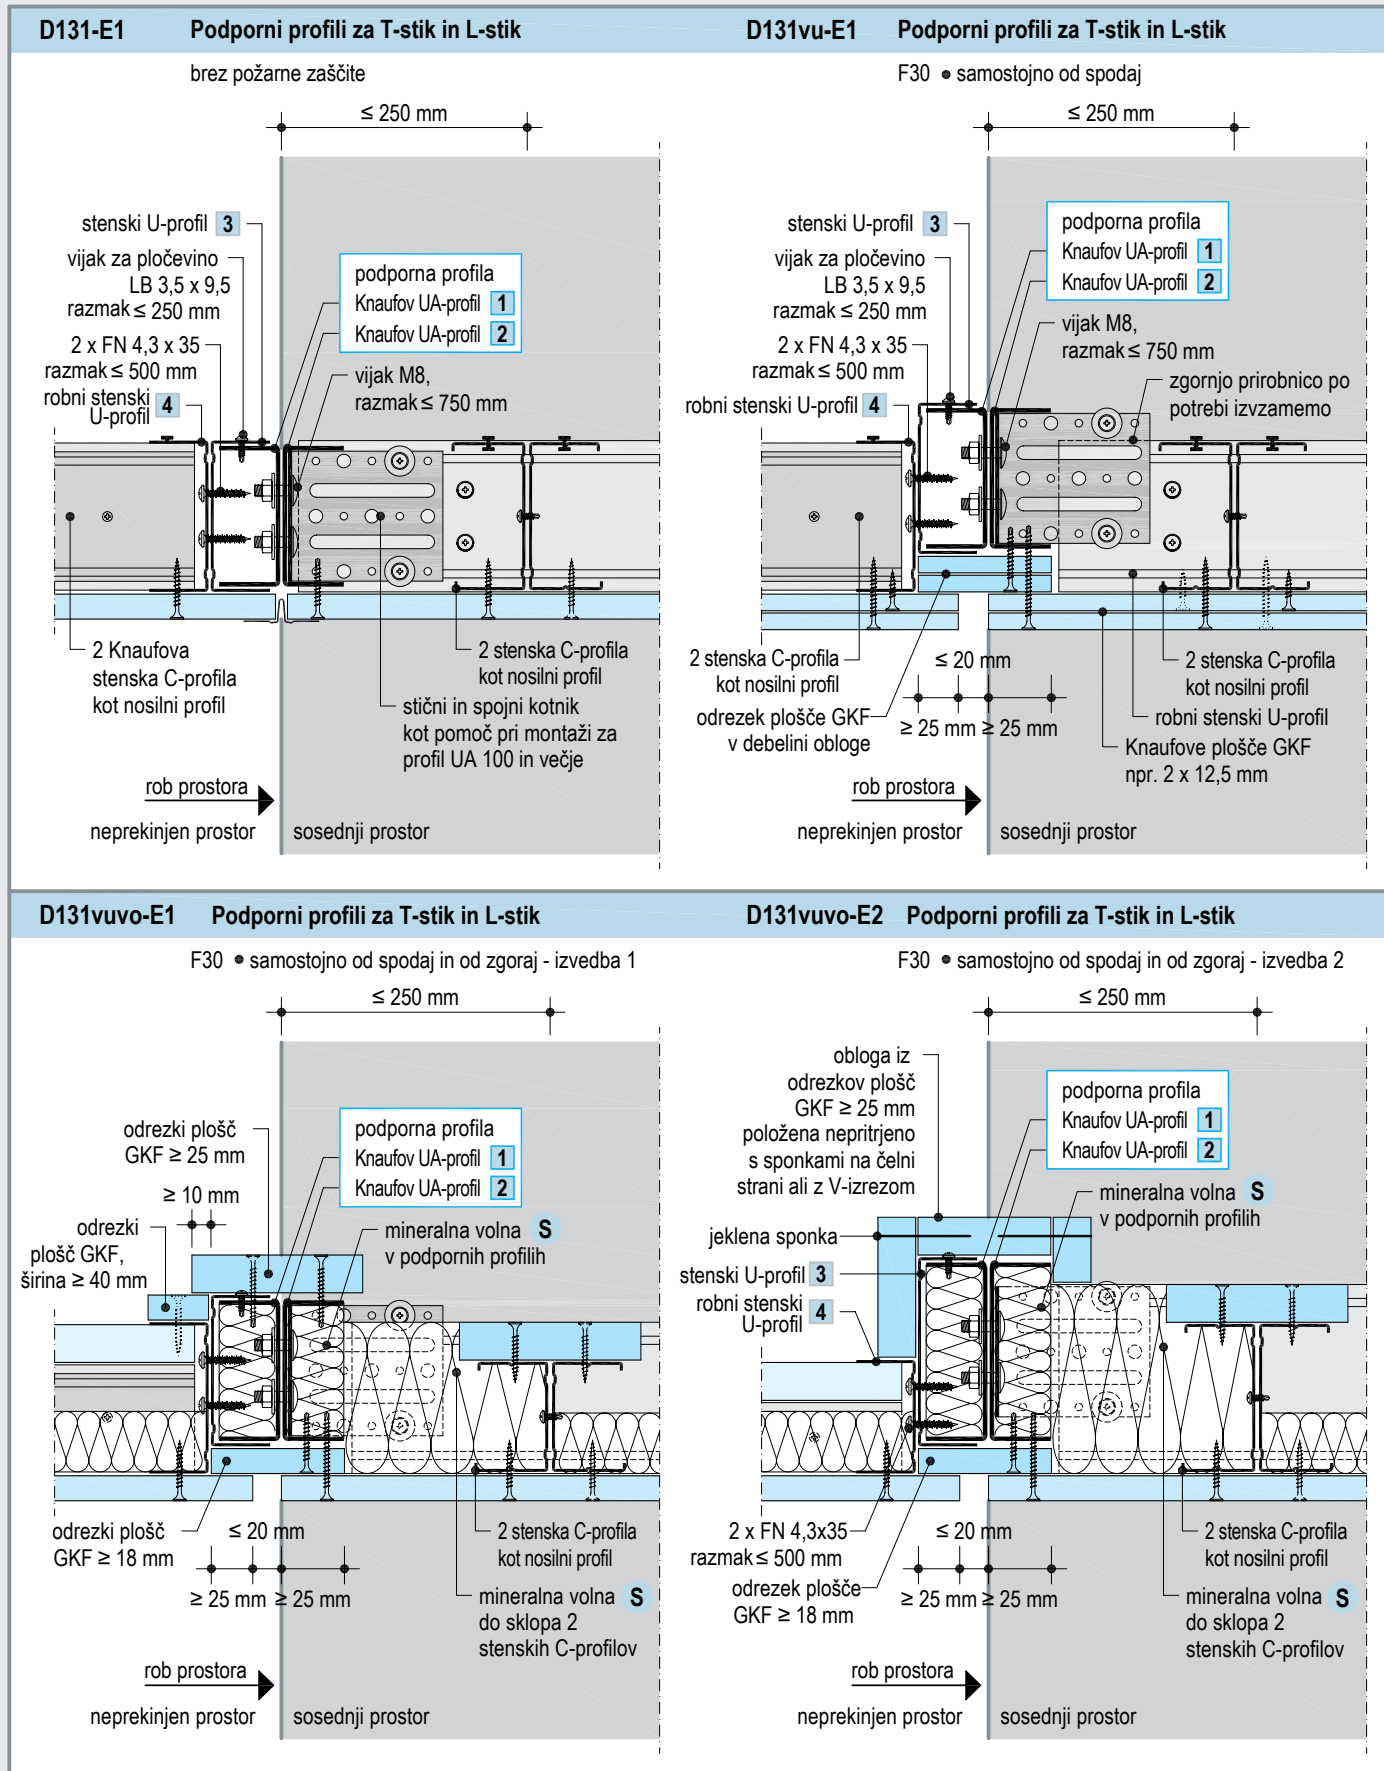 D131-E1 Podporni profili za T-stik in L-stik
brez požarne zaščite
≤ 250 mm
stenski U-profil 3
vijak za pločevino
LB 3,5 x 9,5
razmak ≤ 250 mm
2 x FN 4,3 x 35
razmak ≤ 500 mm
robni stenski
U-profil 4
podporna profila
Knaufov UA-profil 1
Knaufov UA-profil 2
vijak M8,
razmak ≤ 750 mm
2 Knaufova
stenska C-profila
kot nosilni profil
2 stenska C-profila
kot nosilni profil
stični in spojni kotnik
kot pomoč pri montaži za
profil UA 100 in večje
rob prostora
neprekinjen prostor
sosednji prostor
D131vu-E1 Podporni profili za T-stik in L-stik
F30 • samostojno od spodaj
≤ 250 mm
stenski U-profil 3
vijak za pločevino
LB 3,5 x 9,5
razmak ≤ 250 mm
2 x FN 4,3 x 35
razmak ≤ 500 mm
robni stenski U-profil 4
podporna profila
Knaufov UA-profil 1
Knaufov UA-profil 2
vijak M8,
razmak ≤ 750 mm
zgornjo prirobnico po
potrebi izvzamemo
2 stenska C-profila
kot nosilni profil
odrezek plošče GKF
v debelini obloge
≤ 20 mm
≥ 25 mm ≥ 25 mm
2 stenska C-profila
kot nosilni profil
robni stenski U-profil
Knaufove plošče GKF
npr. 2 x 12,5 mm
rob prostora
neprekinjen prostor
sosednji prostor
D131vuvo-E1 Podporni profili za T-stik in L-stik
F30 • samostojno od spodaj in od zgoraj - izvedba 1
≤ 250 mm
odrezki plošč
GKF ≥ 25 mm
≥ 10 mm
odrezki
plošč GKF,
širina ≥ 40 mm
podporna profila
Knaufov UA-profil 1
Knaufov UA-profil 2
mineralna volna S
v podpornih profilih
odrezki plošč
GKF ≥ 18 mm
≤ 20 mm
≥ 25 mm ≥ 25 mm
2 stenska C-profila
kot nosilni profil
mineralna volna S
do sklopa 2
stenskih C-profilov
rob prostora
neprekinjen prostor
sosednji prostor
D131vuvo-E2 Podporni profili za T-stik in L-stik
F30 • samostojno od spodaj in od zgoraj - izvedba 2
≤ 250 mm
obloga iz
odrezkov plošč
GKF ≥ 25 mm
položena nepritrjeno
s sponkami na čelni
strani ali z V-izrezom
jeklena sponka
stenski U-profil 3
robni stenski
U-profil 4
podporna profila
Knaufov UA-profil 1
Knaufov UA-profil 2
mineralna volna S
v podpornih profilih
2 x FN 4,3x35
razmak ≤ 500 mm
odrezek plošče
GKF ≥ 18 mm
≤ 20 mm
≥ 25 mm ≥ 25 mm
2 stenska C-profila
kot nosilni profil
mineralna volna S
do sklopa 2
stenskih C-profilov
rob prostora
neprekinjen prostor
sosednji prostor